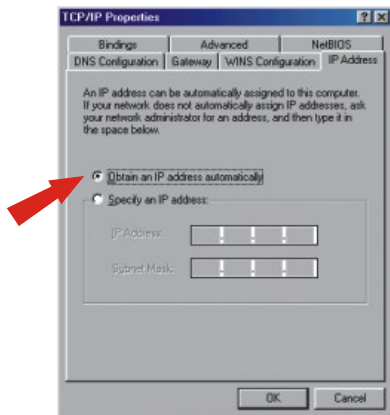 TCP/IP Properties
Bindings Advanced NetBIOS
DNS Configuration Gateway WINS Configuration IP Address
An IP address can be automatically assigned to this computer.
If your network does not automatically assign IP addresses, ask
your network administrator for an address, and then type it in
the space below.
Obtain an IP address automatically
Specify an IP address:
IP Address:
Subnet Mask:
OK Cancel